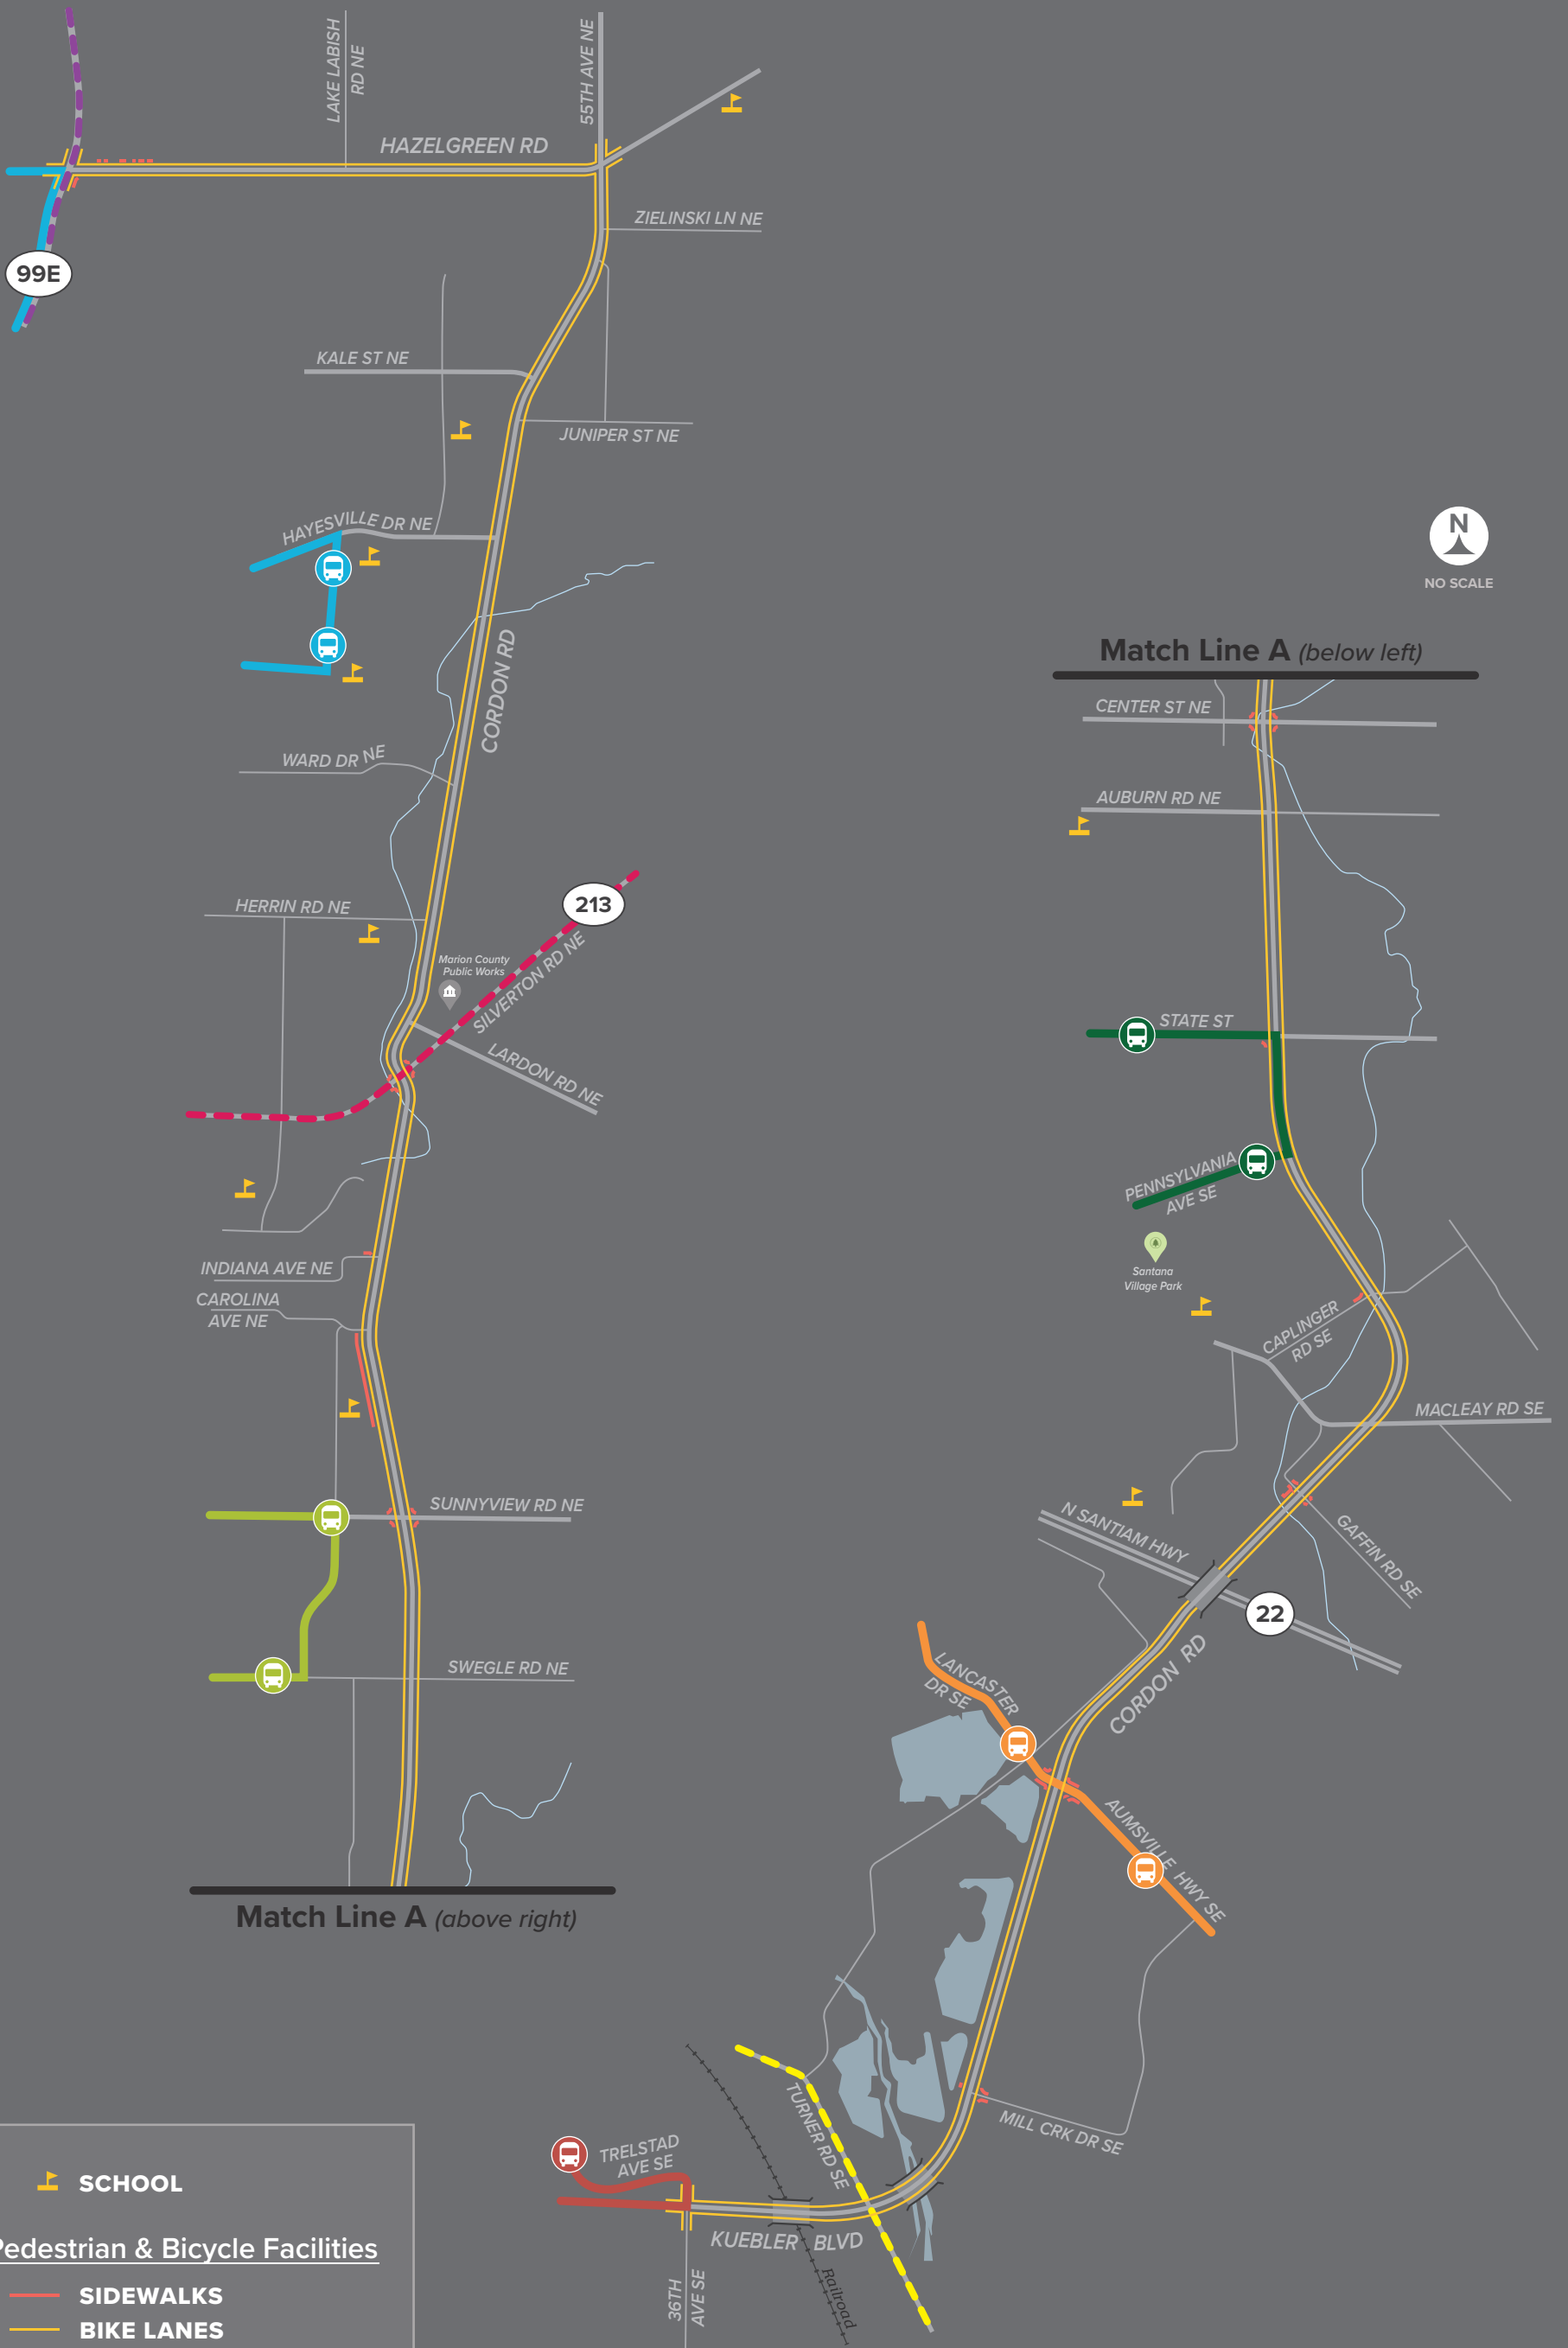 LAKE LABISH
RD NE
55TH AVE NE
HAZELGREEN RD
ZIELINSKI LN NE
99E
KALE ST NE
JUNIPER ST NE
HAYESVILLE DR NE
CORDON RD
WARD DR NE
HERRIN RD NE
213
Marion County
Public Works
SILVERTON RD NE
LARDON RD NE
INDIANA AVE NE
CAROLINA
AVE NE
SUNNYVIEW RD NE
SWEGLE RD NE
Match Line A (above right)
N
NO SCALE
Match Line A (below left)
CENTER ST NE
AUBURN RD NE
STATE ST
PENNSYLVANIA
AVE SE
Santana
Village Park
CAPLINGER
RD SE
MACLEAY RD SE
GAFFIN RD SE
N SANTIAM HWY
22
CORDON RD
LANCASTER
DR SE
AUMSVILLE HWY SE
MILL CRK DR SE
TURNER RD SE
TRELSTAD
AVE SE
KUEBLER BLVD
36TH
AVE SE
Railroad
SCHOOL
Pedestrian & Bicycle Facilities
SIDEWALKS
BIKE LANES